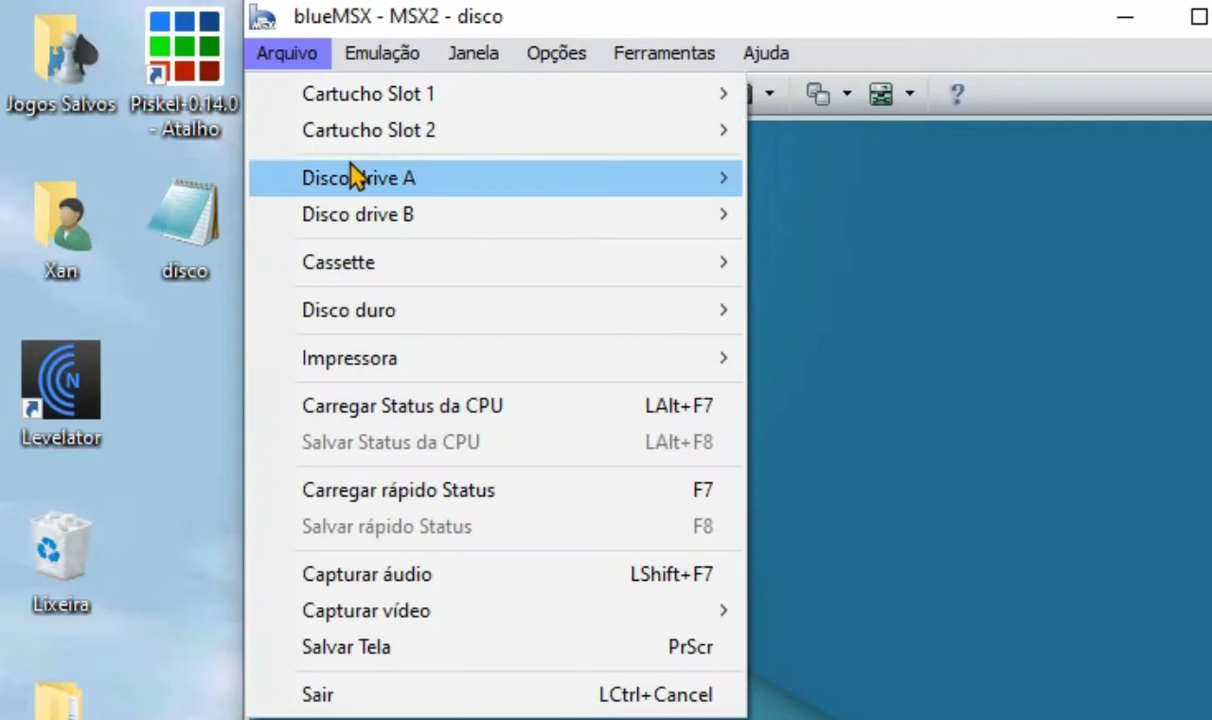 blueMSX - MSX2 - disco
Arquivo Emulação Janela Opções Ferramentas Ajuda
Cartucho Slot 1
Cartucho Slot 2
Disco drive A
Disco drive B
Cassette
Disco duro
Impressora
Carregar Status da CPU LAlt+F7
Salvar Status da CPU LAlt+F8
Carregar rápido Status F7
Salvar rápido Status F8
Capturar áudio LShift+F7
Capturar vídeo
Salvar Tela PrScr
Sair LCtrl+Cancel
Jogos Salvos
Piskel-0.14.0
- Atalho
Xan
disco
N
Levelator
Lixeira
MSX
?